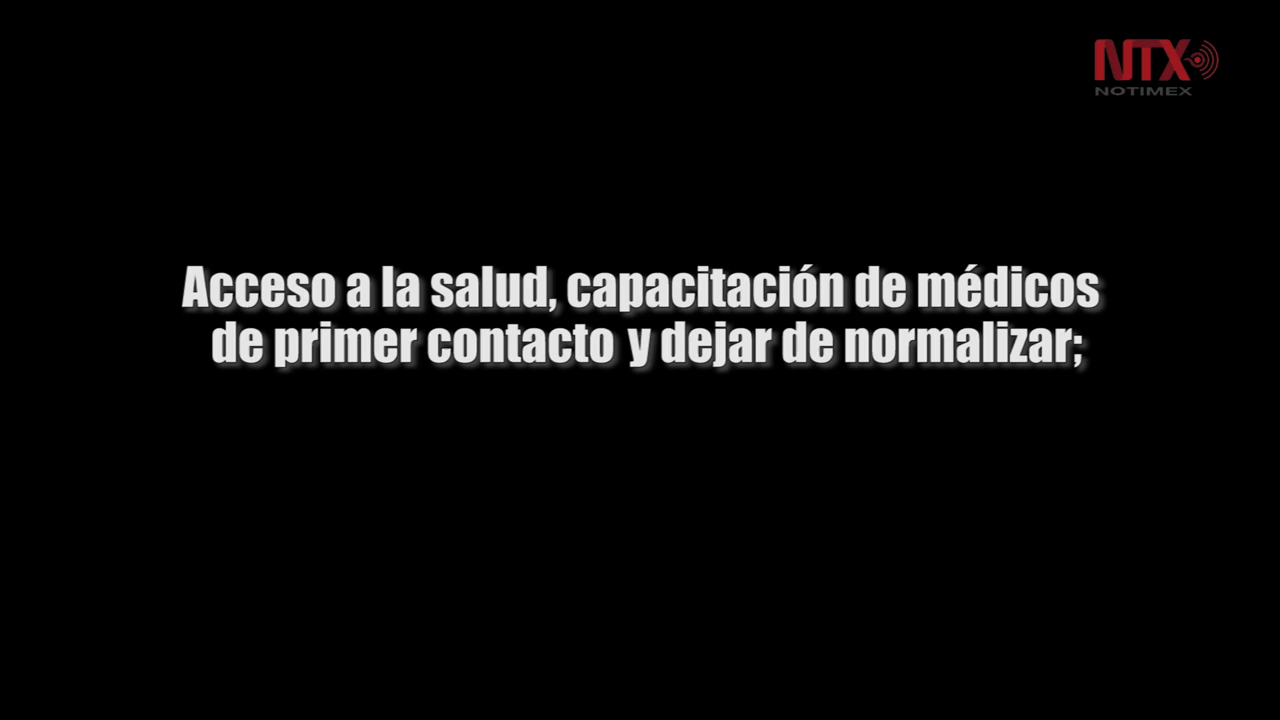 NTX
NOTIMEX
Acceso a la salud, capacitación de médicos
de primer contacto y dejar de normalizar;